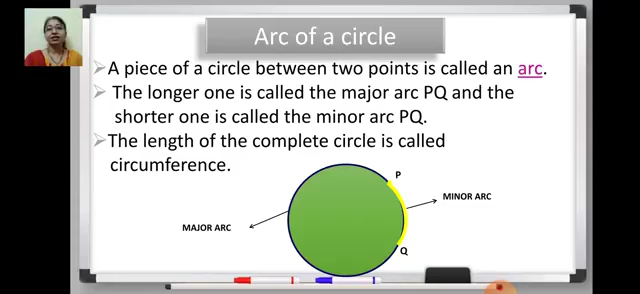 Arc of a circle
A piece of a circle between two points is called an arc.
The longer one is called the major arc PQ and the
shorter one is called the minor arc PQ.
The length of the complete circle is called
circumference.
P
MINOR ARC
MAJOR ARC
Q